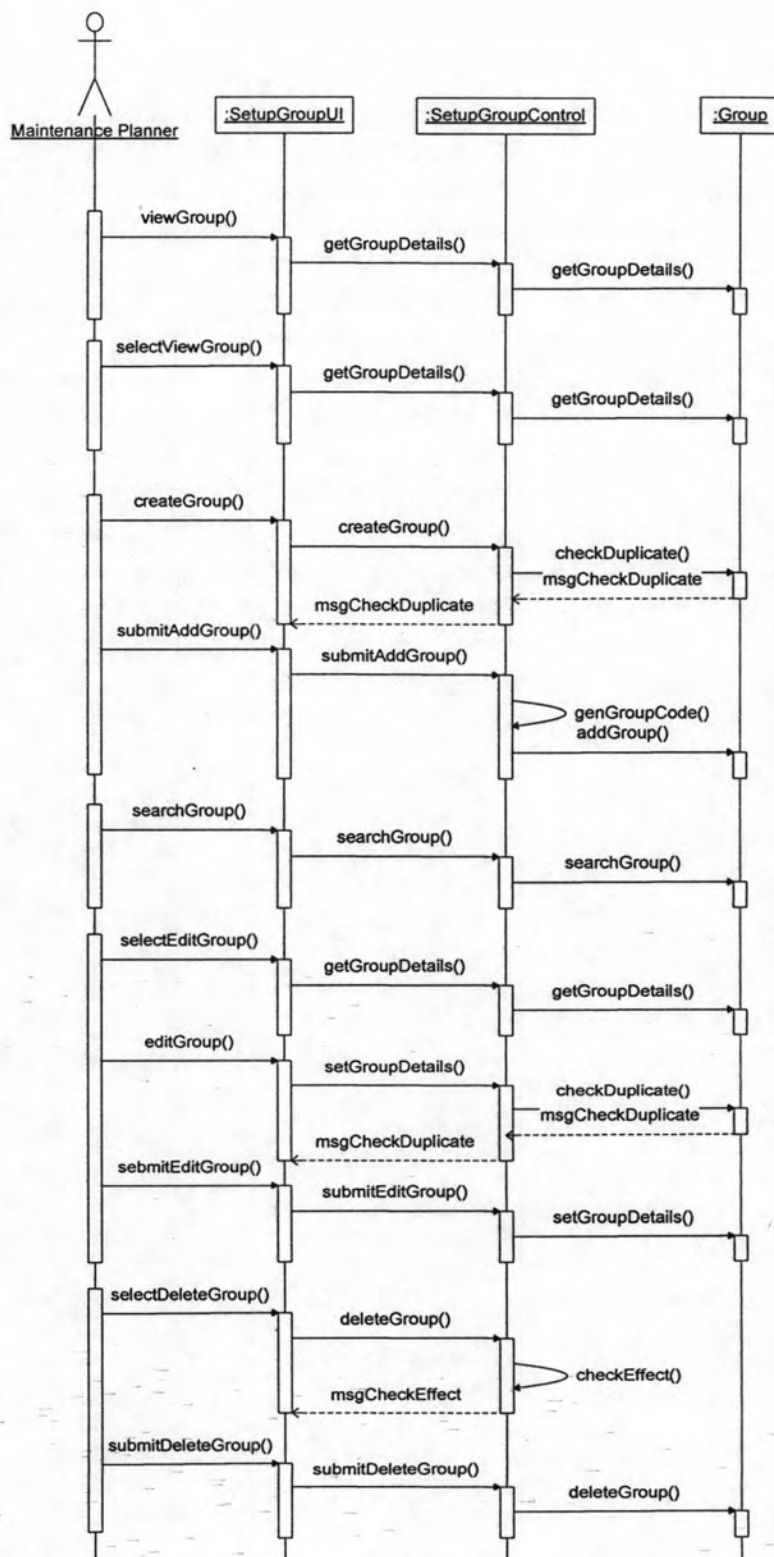 Maintenance Planner
:SetupGroupUI
:SetupGroupControl
:Group
viewGroup()
getGroupDetails()
getGroupDetails()
selectViewGroup()
getGroupDetails()
getGroupDetails()
createGroup()
createGroup()
checkDuplicate()
msgCheckDuplicate
msgCheckDuplicate
submitAddGroup()
submitAddGroup()
genGroupCode()
addGroup()
searchGroup()
searchGroup()
searchGroup()
selectEditGroup()
getGroupDetails()
getGroupDetails()
editGroup()
setGroupDetails()
checkDuplicate()
msgCheckDuplicate
msgCheckDuplicate
sebmitEditGroup()
submitEditGroup()
setGroupDetails()
selectDeleteGroup()
deleteGroup()
checkEffect()
msgCheckEffect
submitDeleteGroup()
submitDeleteGroup()
deleteGroup()